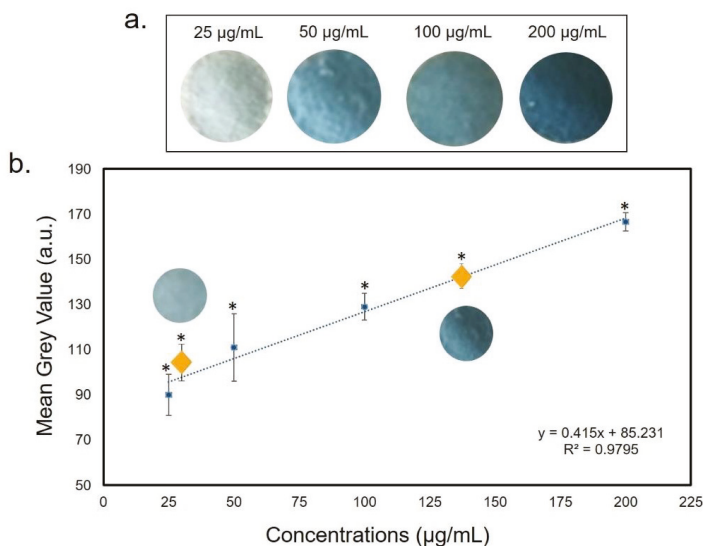 a.
25 µg/mL 50 µg/mL 100 µg/mL 200 µg/mL
b.
190
170
150
130
110
90
70
50
Mean Grey Value (a.u.)
* * * * * *
y = 0.415x + 85.231
R² = 0.9795
0 25 50 75 100 125 150 175 200 225
Concentrations (µg/mL)